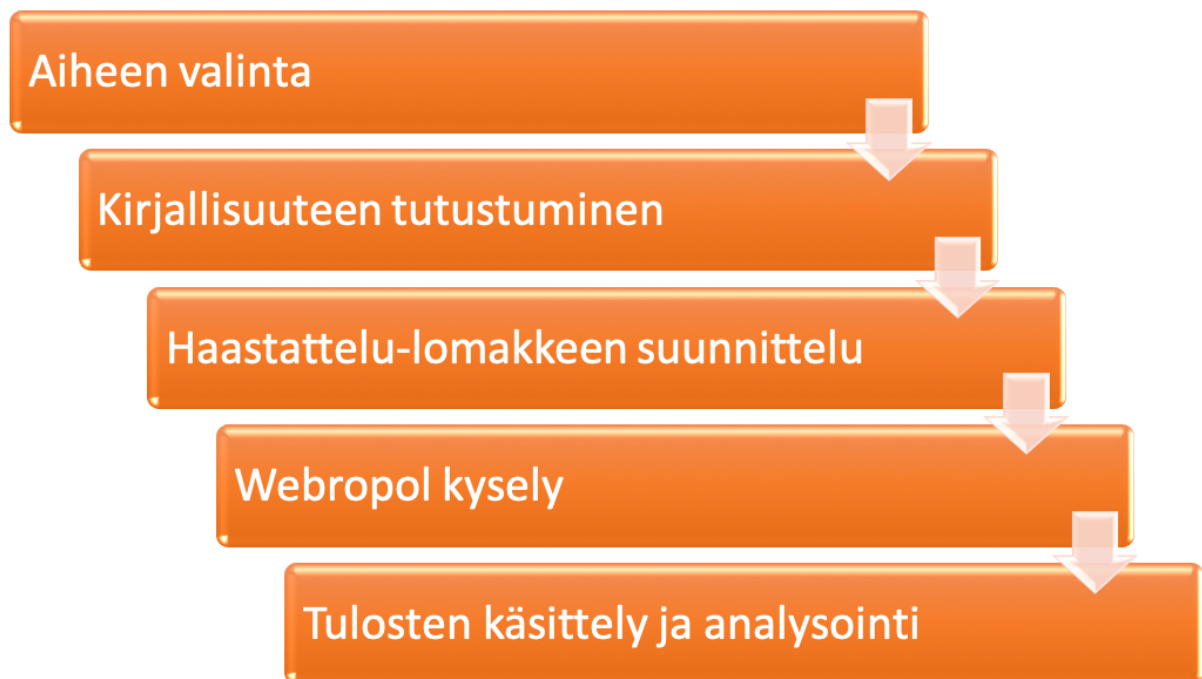 Aiheen valinta
Kirjallisuuteen tutustuminen
Haastattelu-lomakkeen suunnittelu
Webropol kysely
Tulosten käsittely ja analysointi